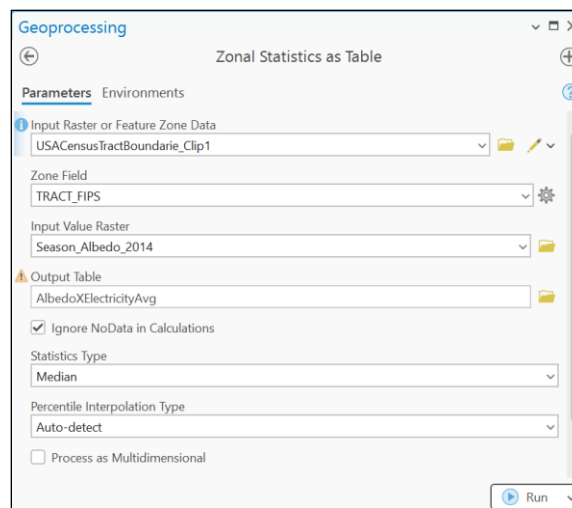 Geoprocessing
Zonal Statistics as Table
Parameters Environments
Input Raster or Feature Zone Data
USACensusTractBoundarie_Clip1
Zone Field
TRACT_FIPS
Input Value Raster
Season_Albedo_2014
Output Table
AlbedoXElectricityAvg
Ignore NoData in Calculations
Statistics Type
Median
Percentile Interpolation Type
Auto-detect
Process as Multidimensional
Run